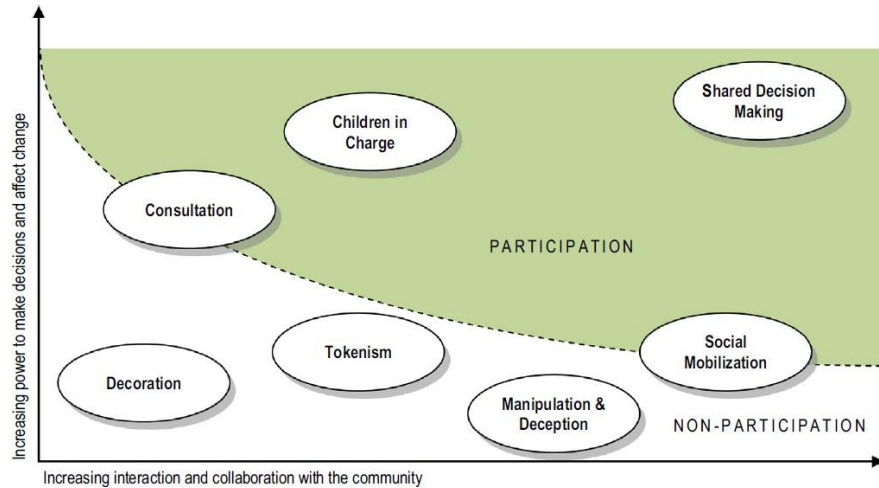 Increasing power to make decisions and affect change
Shared Decision
Making
Children in
Charge
Consultation
PARTICIPATION
Tokenism
Social
Mobilization
Decoration
Manipulation &
Deception
NON-PARTICIPATION
Increasing interaction and collaboration with the community